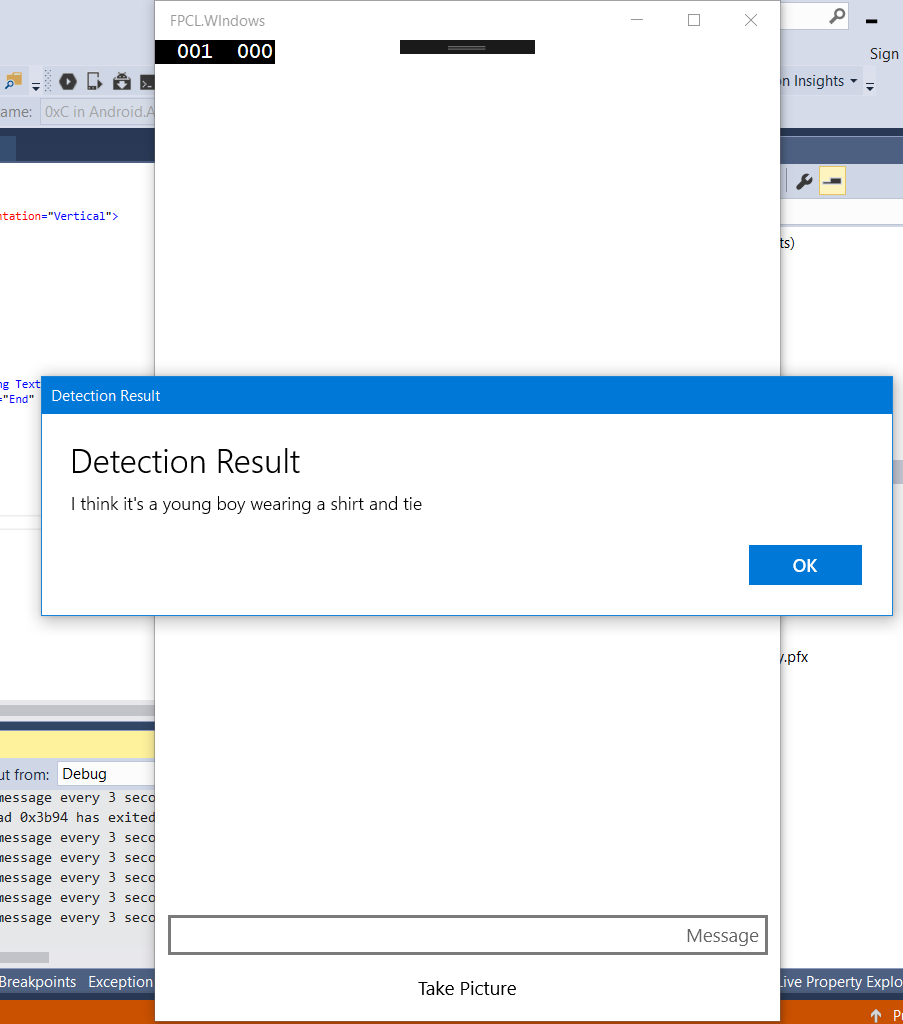 FPCL.WIndows
001 000
Sign
n Insights
ame: 0xC in Android.A
ntation="Vertical">
ts)
ng Text
="End"
Detection Result
Detection Result
I think it's a young boy wearing a shirt and tie
OK
y.pfx
ut from: Debug
message every 3 seco
ad 0x3b94 has exited
message every 3 seco
message every 3 seco
message every 3 seco
message every 3 seco
message every 3 seco
Message
Breakpoints Exception
Live Property Explo
Take Picture